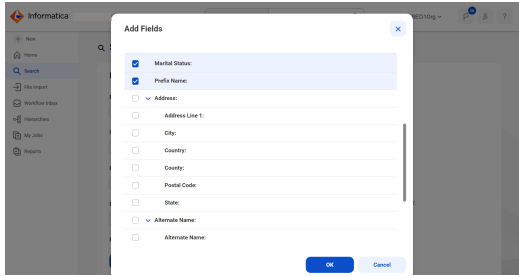 Informatica
Add Fields
New
Home
Search
File Import
Workflow Inbox
Hierarchies
My Jobs
Reports
Marital Status:
Prefix Name:
Address:
Address Line 1:
City:
Country:
County:
Postal Code:
State:
Alternate Name:
Alternate Name:
OK
Cancel